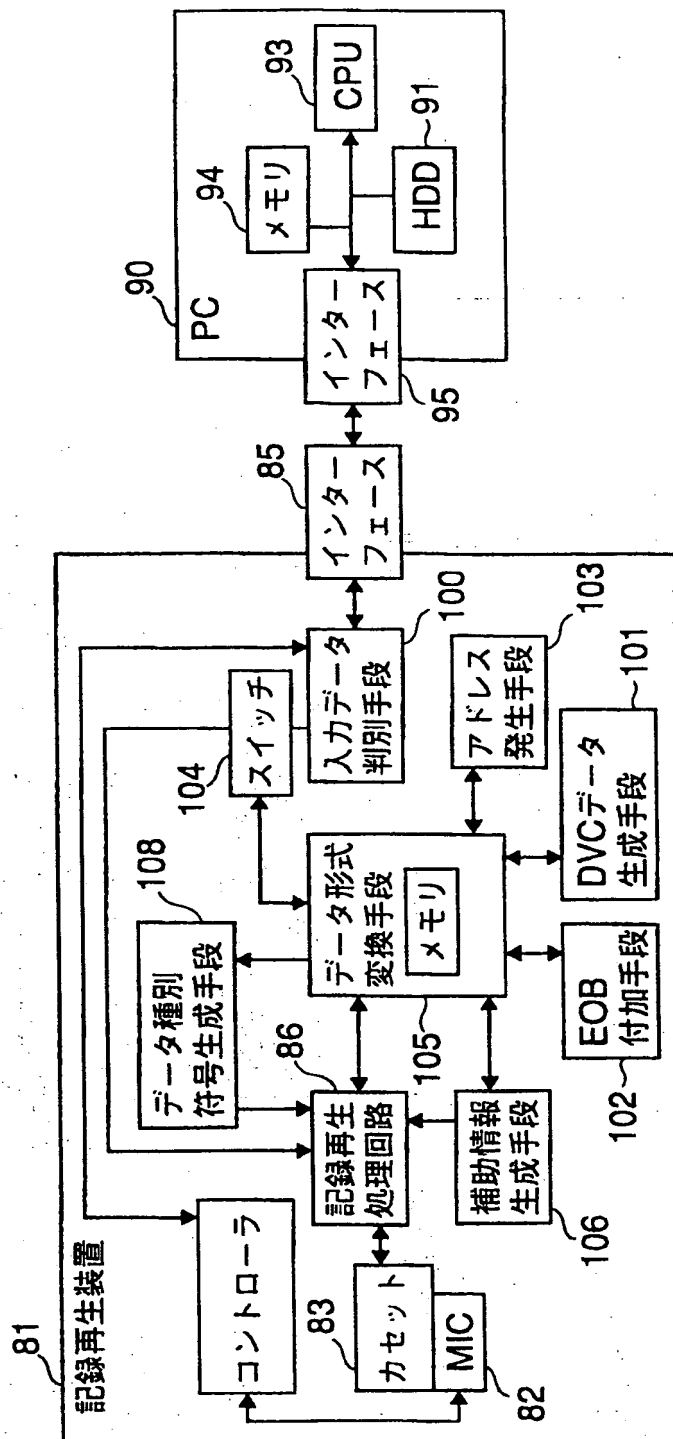 81
記録再生装置
コントローラ
83
カセット
MIC
82
86
記録再生
処理回路
データ種別
符号生成手段
108
補助情報
生成手段
106
データ形式
変換手段
メモリ
105
EOB
付加手段
102
DVCデータ
生成手段
101
アドレス
発生手段
103
スイッチ
104
入力データ
判別手段
100
インター
フェース
85
インター
フェース
95
90
PC
メモリ
94
CPU
93
HDD
91